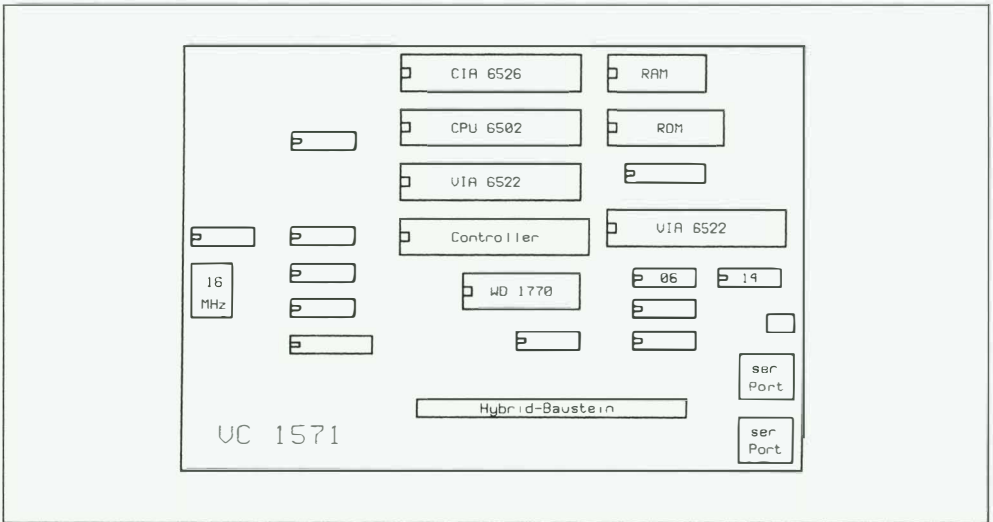 CIA 6526
RAM
CPU 6502
ROM
VIA 6522
VIA 6522
Controller
16
MHz
WD 1770
06
14
ser
Port
Hybrid-Baustein
VC 1571
ser
Port